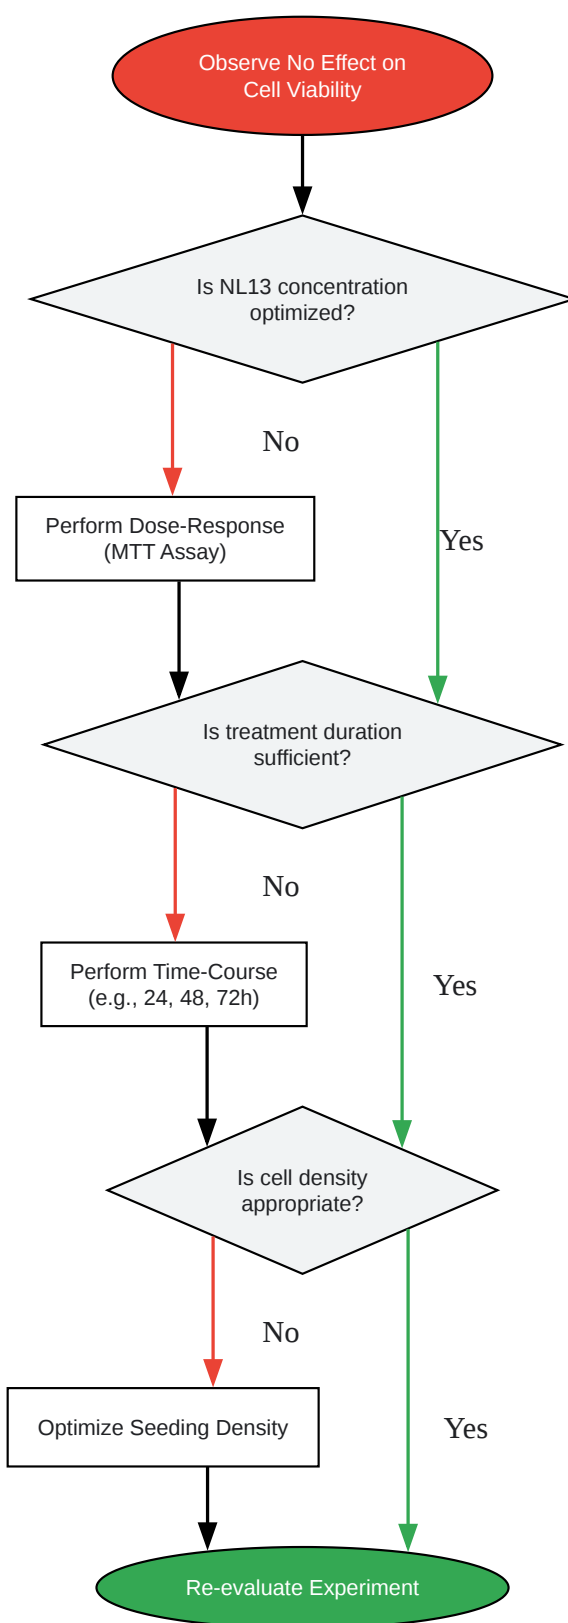 Observe No Effect on
Cell Viability
Is NL13 concentration
optimized?
No
Perform Dose-Response
(MTT Assay)
Yes
Is treatment duration
sufficient?
No
Perform Time-Course
(e.g., 24, 48, 72h)
Yes
Is cell density
appropriate?
No
Optimize Seeding Density
Yes
Re-evaluate Experiment